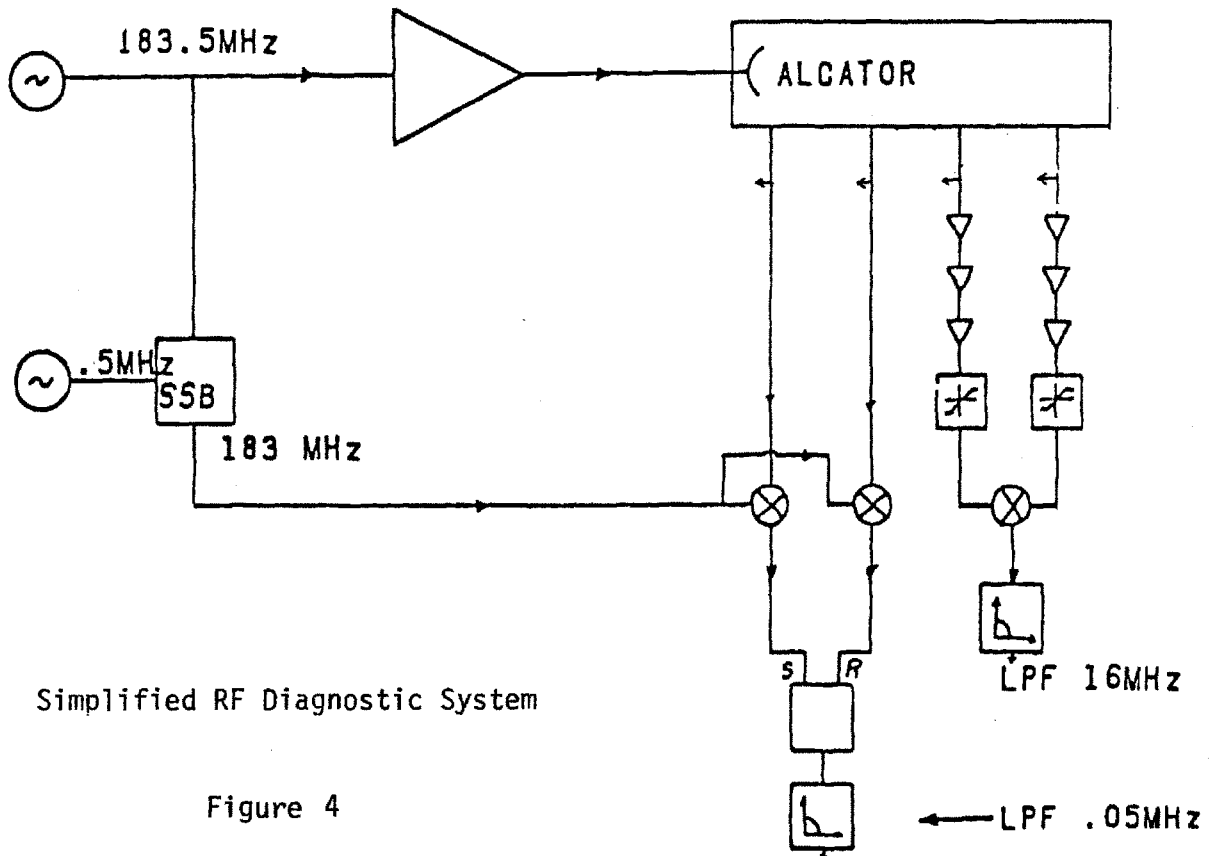 183.5MHz
ALCATOR
.5MHz
SSB
183 MHz
S R
LPF 16MHz
Simplified RF Diagnostic System
Figure 4
LPF .05MHz